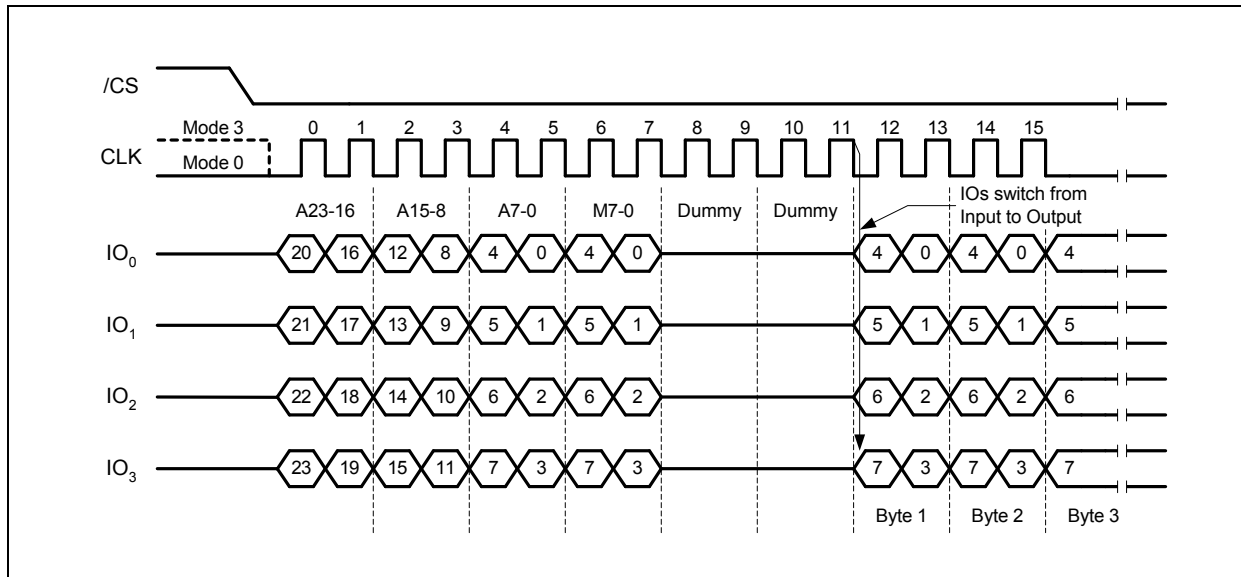 /CS
Mode 3 0 1 2 3 4 5 6 7 8 9 10 11 12 13 14 15
CLK
Mode 0
IOs switch from
Input to Output
A23-16 A15-8 A7-0 M7-0 Dummy Dummy
IO0 20 16 12 8 4 0 4 0 4 0 4 0 4
IO1 21 17 13 9 5 1 5 1 5 1 5 1 5
IO2 22 18 14 10 6 2 6 2 6 2 6 2 6
IO3 23 19 15 11 7 3 7 3 7 3 7 3 7
Byte 1 Byte 2 Byte 3